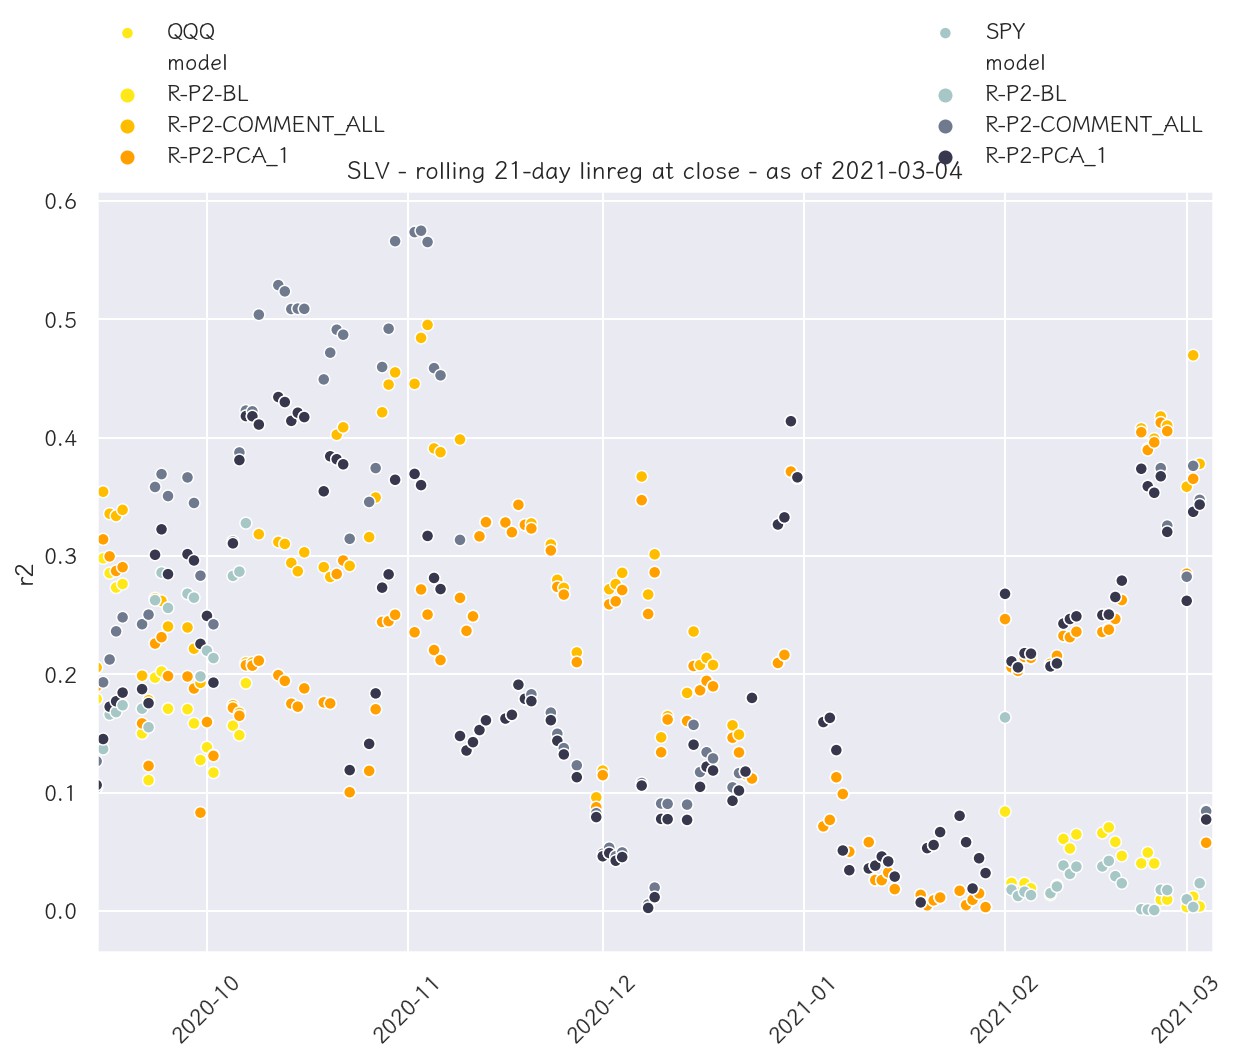 QQQ
model
R-P2-BL
R-P2-COMMENT_ALL
R-P2-PCA_1
SPY
model
R-P2-BL
R-P2-COMMENT_ALL
R-P2-PCA_1
SLV - rolling 21-day linreg at close - as of 2021-03-04
0.6
0.5
0.4
0.3
0.2
0.1
0.0
r2
2020-10
2020-11
2020-12
2021-01
2021-02
2021-03